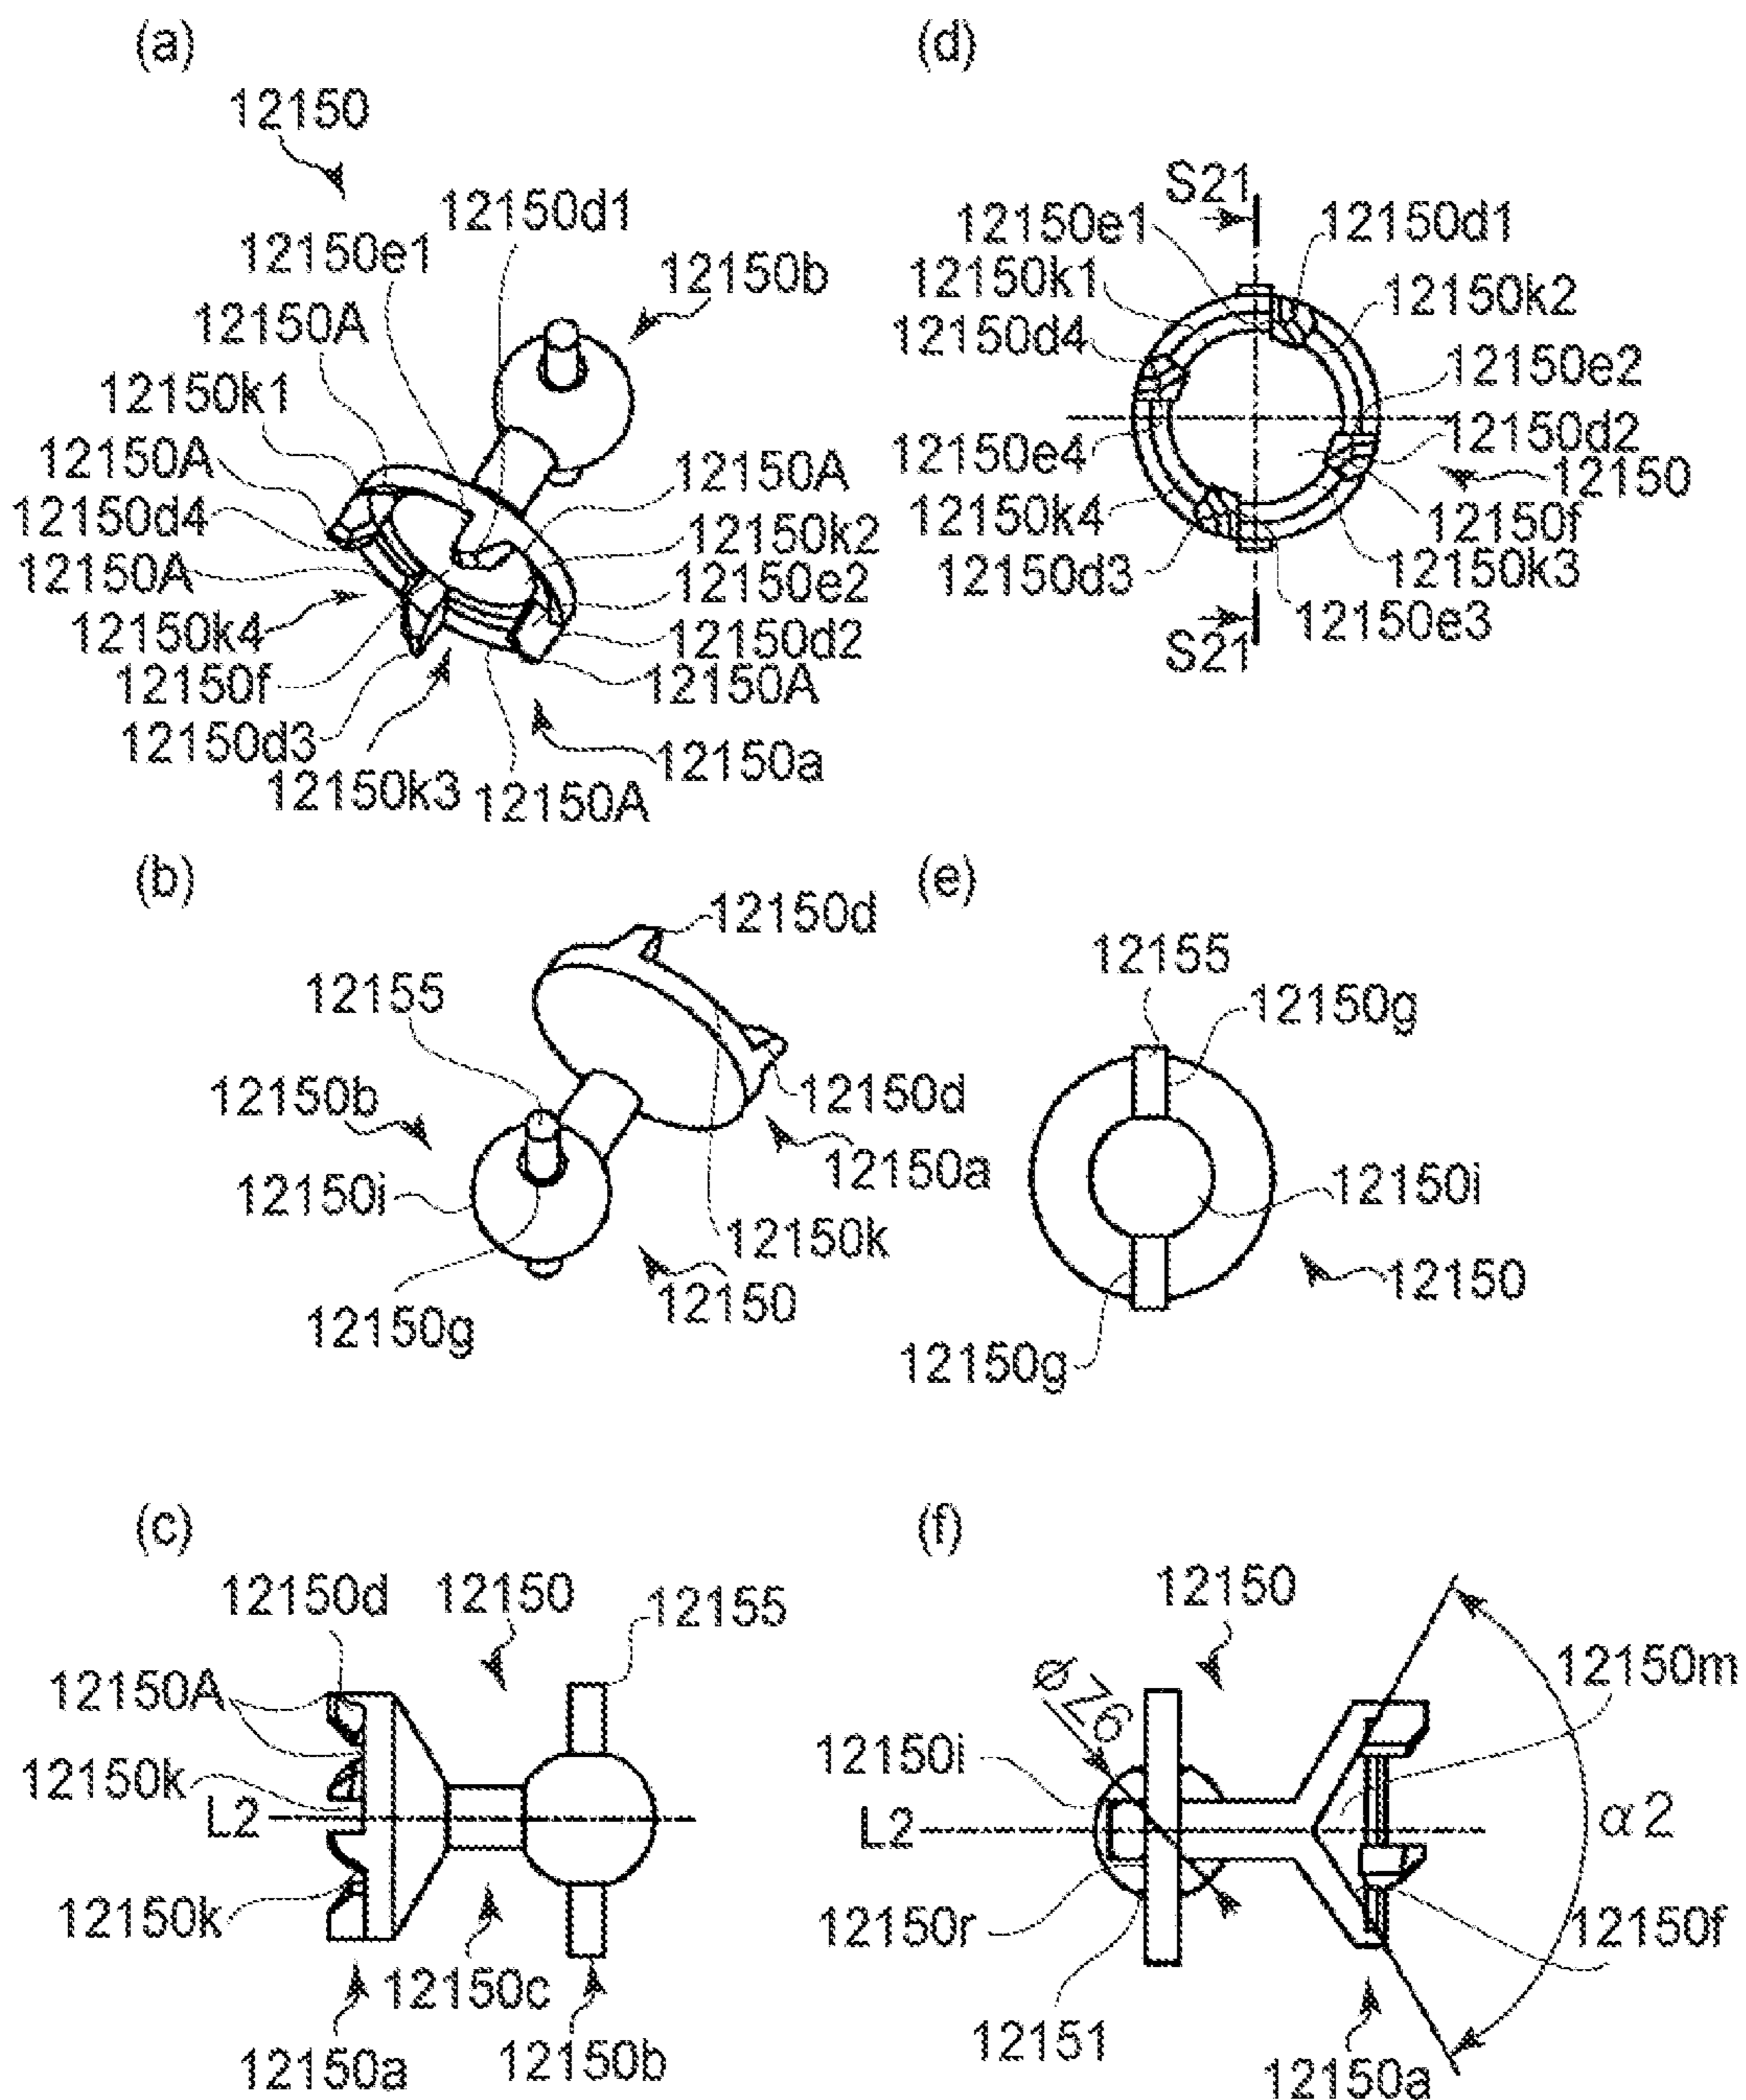 (a)
12150
12150d1
12150e1
12150b
12150A
12150k1
12150A
12150A
12150d4
12150k2
12150A
12150e2
12150k4
12150d2
12150f
12150A
12150d3
12150a
12150k3
12150A
(d)
S21
12150e1
12150d1
12150k1
12150k2
12150d4
12150e2
12150d2
12150e4
12150
12150k4
12150f
12150d3
12150k3
12150e3
S21
(b)
12150d
12155
12150b
12150d
12150a
12150i
12150k
12150
12150g
(e)
12155
12150g
12150i
12150
12150g
(c)
12150d
12150
12155
12150A
12150k
L2
12150k
12150c
12150a
12150b
(f)
12150
12150m
øZ6
12150i
L2
α2
12150r
12150f
12151
12150a